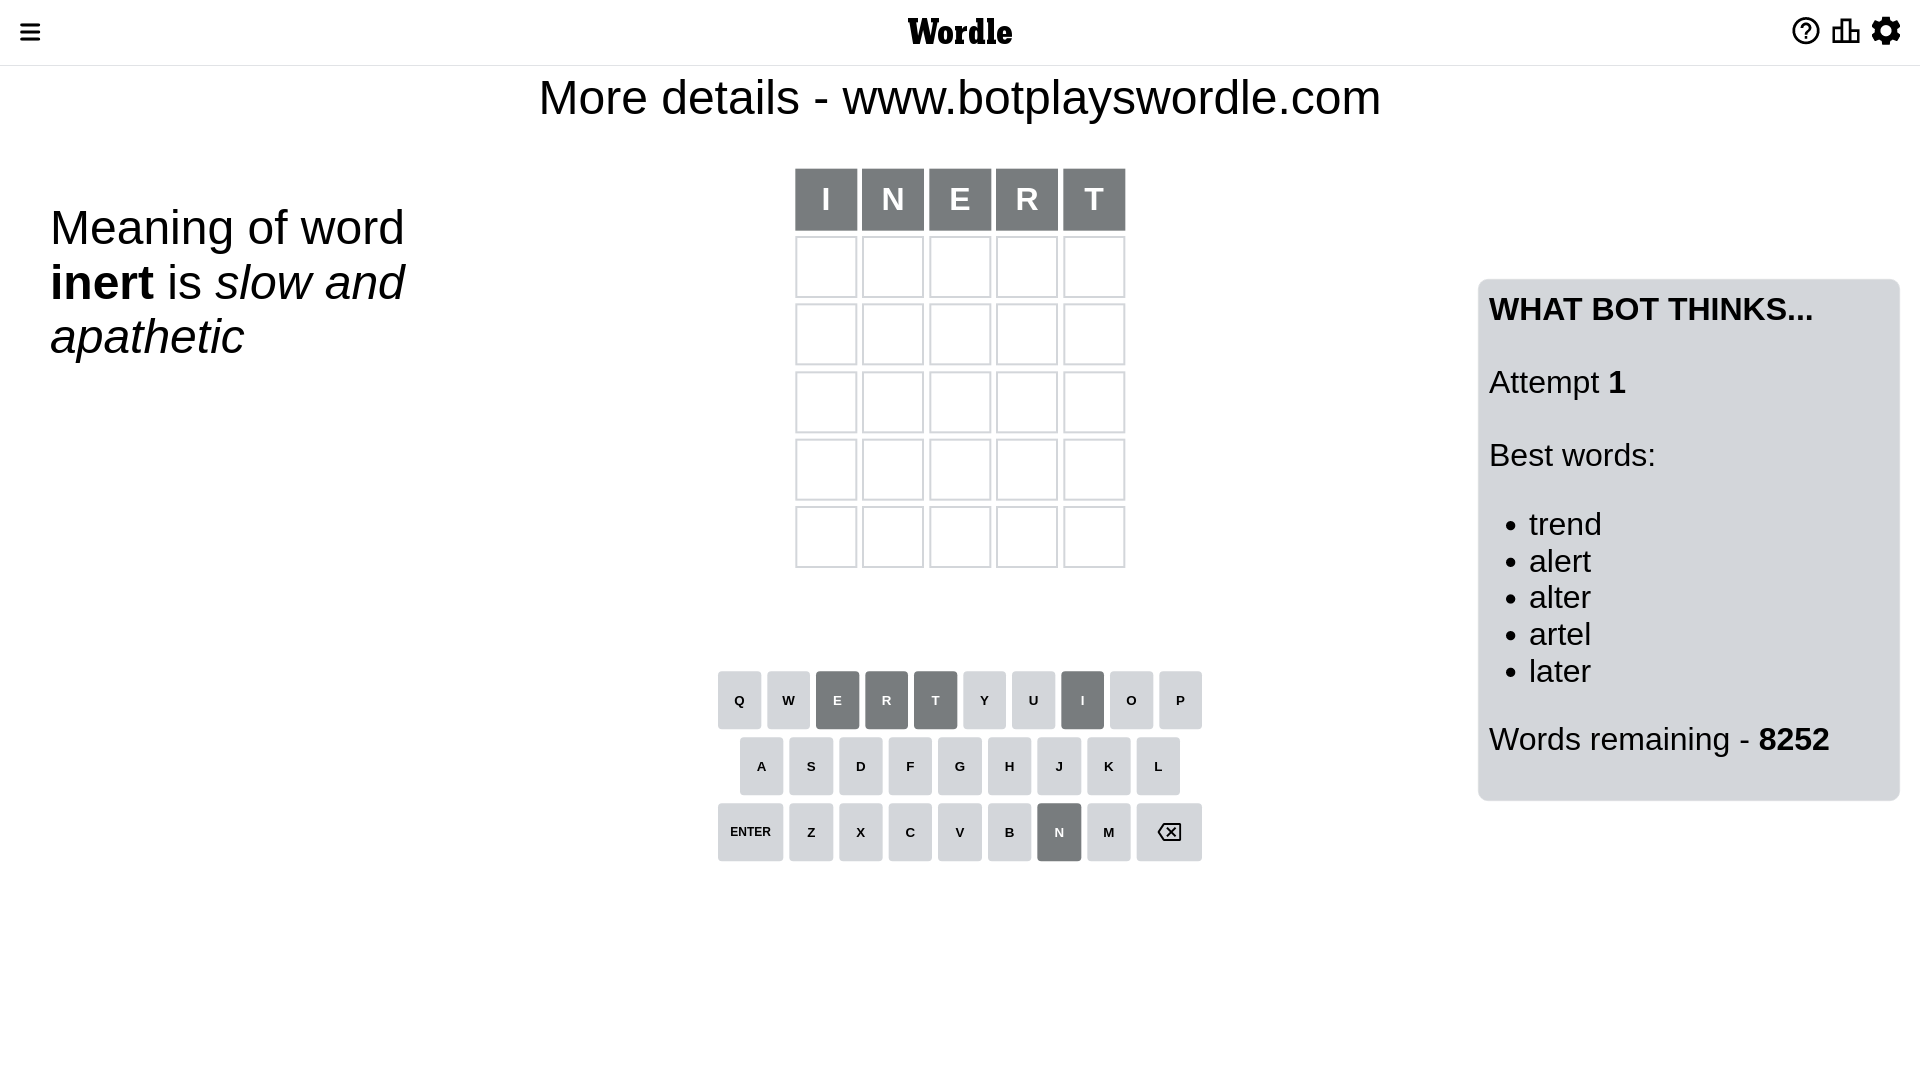 Wordle
More details - www.botplayswordle.com
Meaning of word
inert is slow and
apathetic
I N E R T
WHAT BOT THINKS...
Attempt 1
Best words:
• trend
• alert
• alter
• artel
• later
Words remaining - 8252
Q W E R T Y U I O P
A S D F G H J K L
ENTER Z X C V B N M